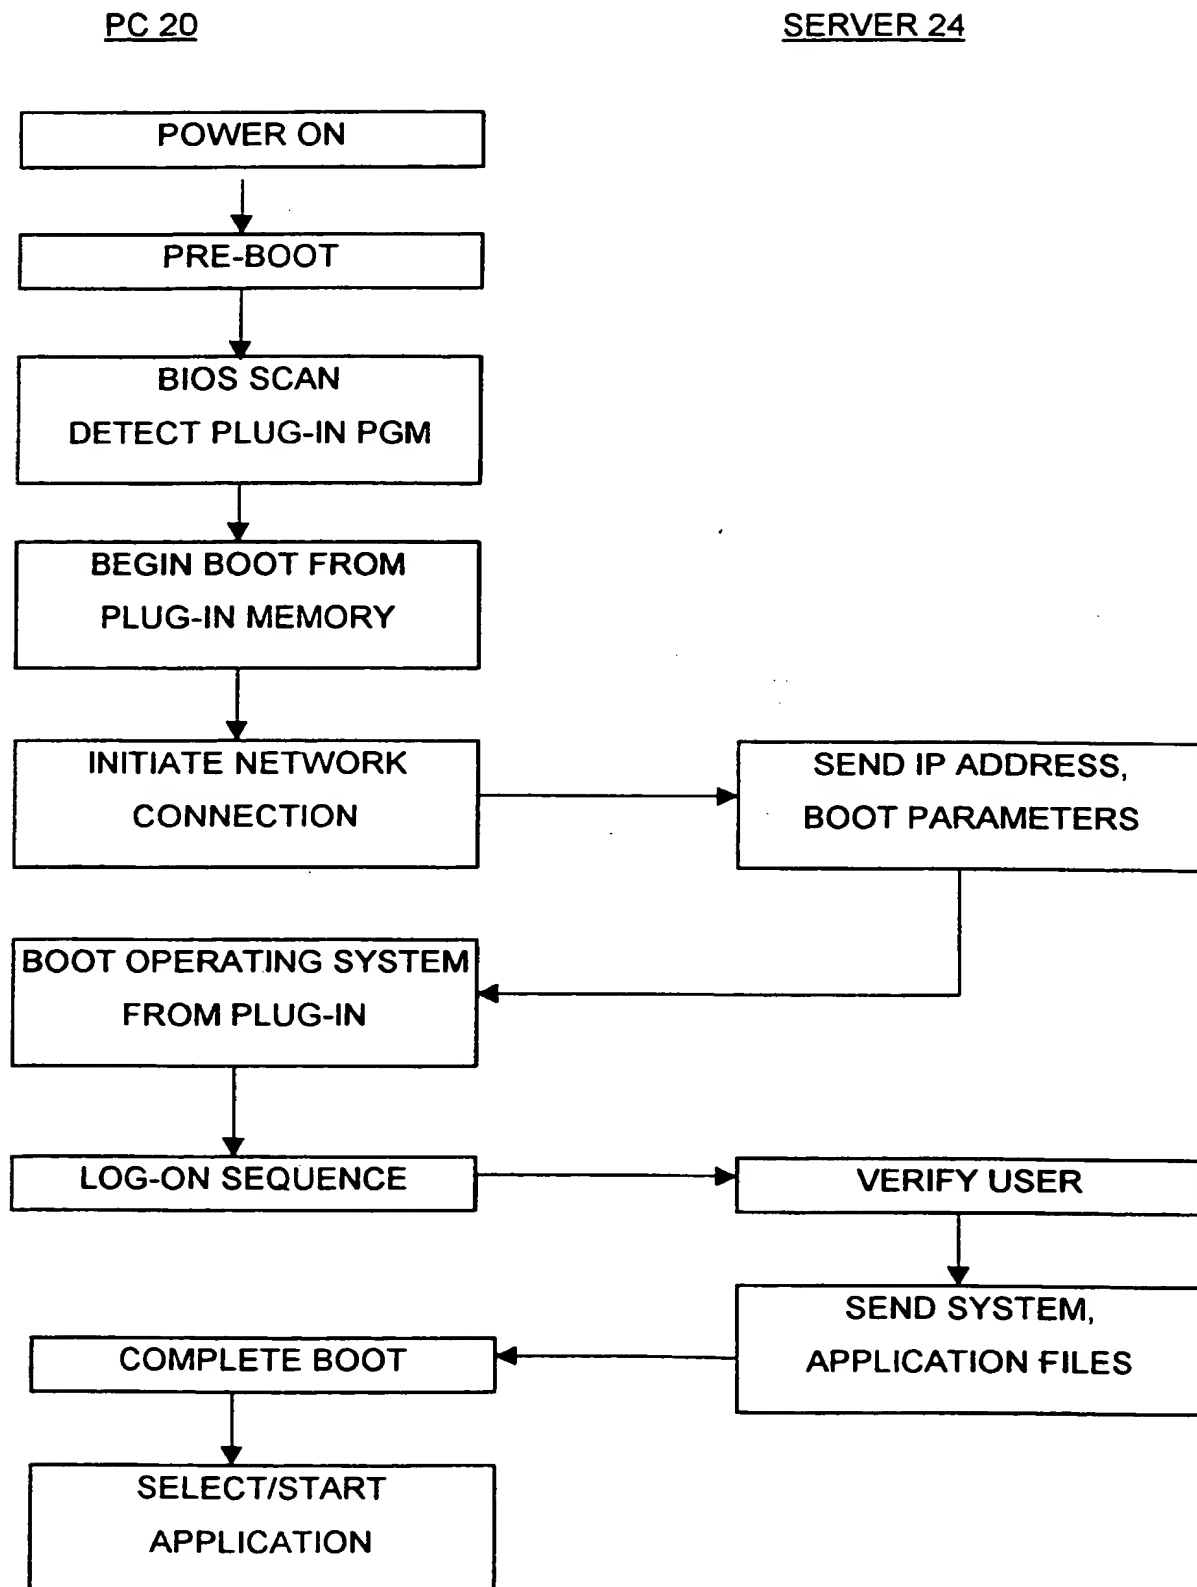 PC 20
SERVER 24
POWER ON
PRE-BOOT
BIOS SCAN
DETECT PLUG-IN PGM
BEGIN BOOT FROM
PLUG-IN MEMORY
INITIATE NETWORK
CONNECTION
SEND IP ADDRESS,
BOOT PARAMETERS
BOOT OPERATING SYSTEM
FROM PLUG-IN
LOG-ON SEQUENCE
VERIFY USER
SEND SYSTEM,
APPLICATION FILES
COMPLETE BOOT
SELECT/START
APPLICATION